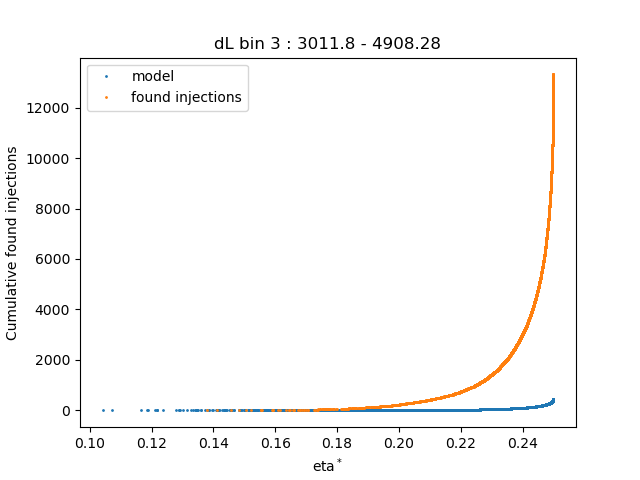 dL bin 3 : 3011.8 - 4908.28
model
found injections
Cumulative found injections
12000
10000
8000
6000
4000
2000
0
0.10 0.12 0.14 0.16 0.18 0.20 0.22 0.24
eta*